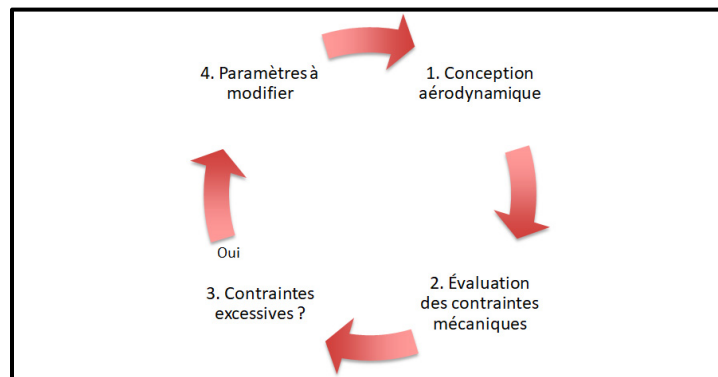 4. Paramètres à
modifier
1. Conception
aérodynamique
Oui
3. Contraintes
excessives ?
2. Évaluation
des contraintes
mécaniques